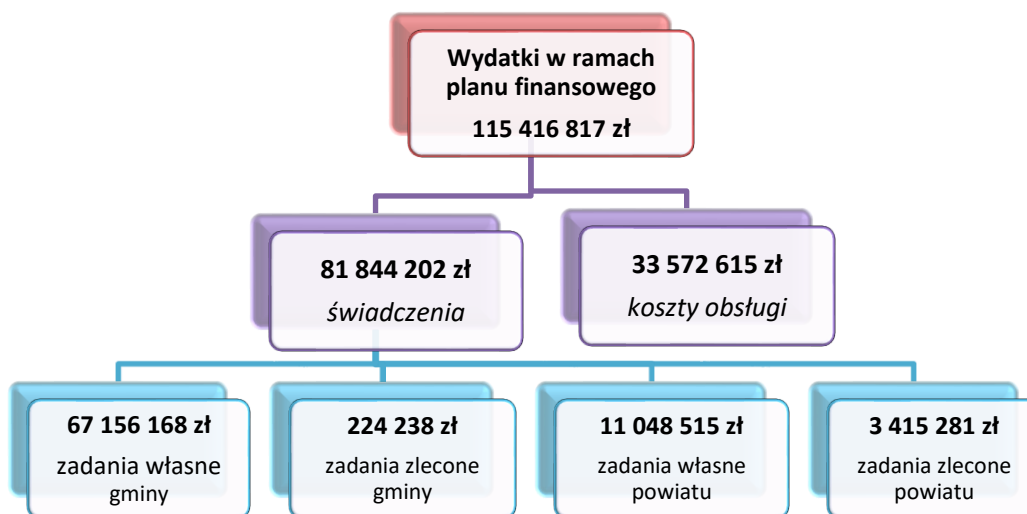 Wydatki w ramach
planu finansowego
115 416 817 zł
81 844 202 zł
świadczenia
33 572 615 zł
koszty obsługi
67 156 168 zł
zadania własne
gminy
224 238 zł
zadania zlecone
gminy
11 048 515 zł
zadania własne
powiatu
3 415 281 zł
zadania zlecone
powiatu